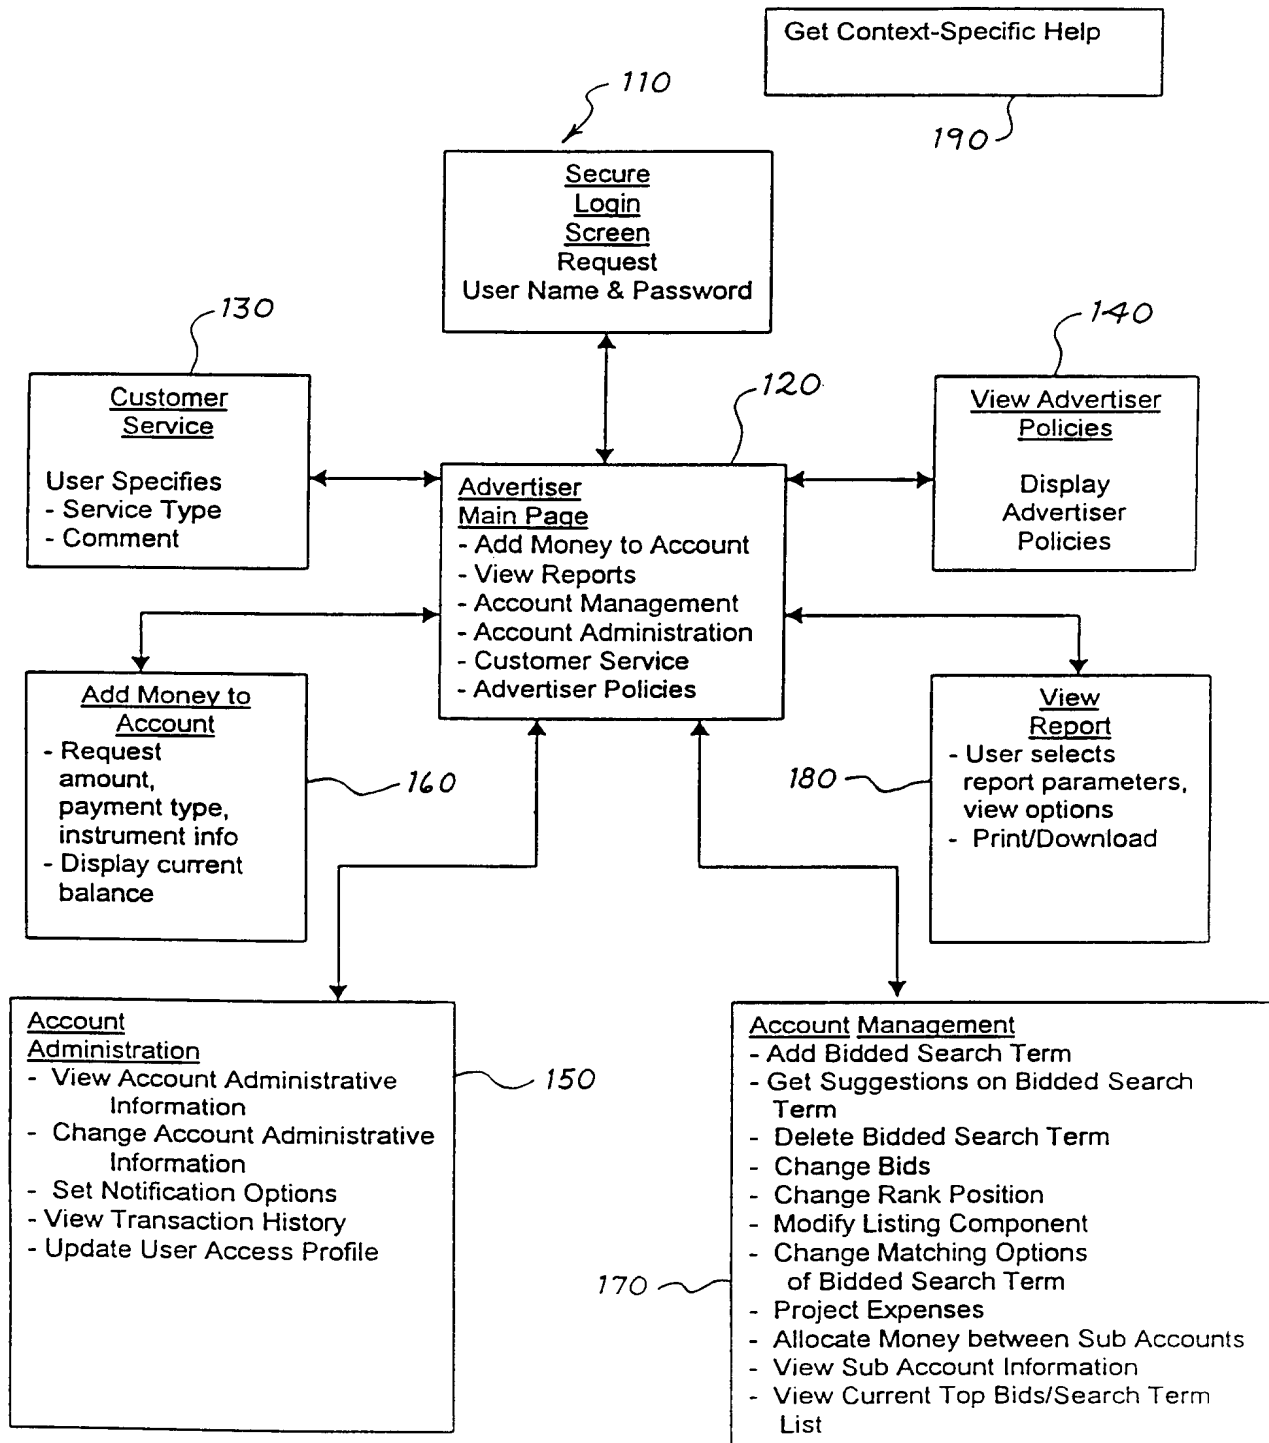 Get Context-Specific Help
190
110
Secure
Login
Screen
Request
User Name & Password
130
Customer
Service
User Specifies
- Service Type
- Comment
120
Advertiser
Main Page
- Add Money to Account
- View Reports
- Account Management
- Account Administration
- Customer Service
- Advertiser Policies
140
View Advertiser
Policies
Display
Advertiser
Policies
Add Money to
Account
- Request
amount,
payment type,
instrument info
- Display current
balance
160
View
Report
- User selects
report parameters,
view options
- Print/Download
180
Account
Administration
- View Account Administrative
Information
- Change Account Administrative
Information
- Set Notification Options
- View Transaction History
- Update User Access Profile
150
Account Management
- Add Bidded Search Term
- Get Suggestions on Bidded Search
Term
- Delete Bidded Search Term
- Change Bids
- Change Rank Position
- Modify Listing Component
- Change Matching Options
of Bidded Search Term
- Project Expenses
- Allocate Money between Sub Accounts
- View Sub Account Information
- View Current Top Bids/Search Term
List
170